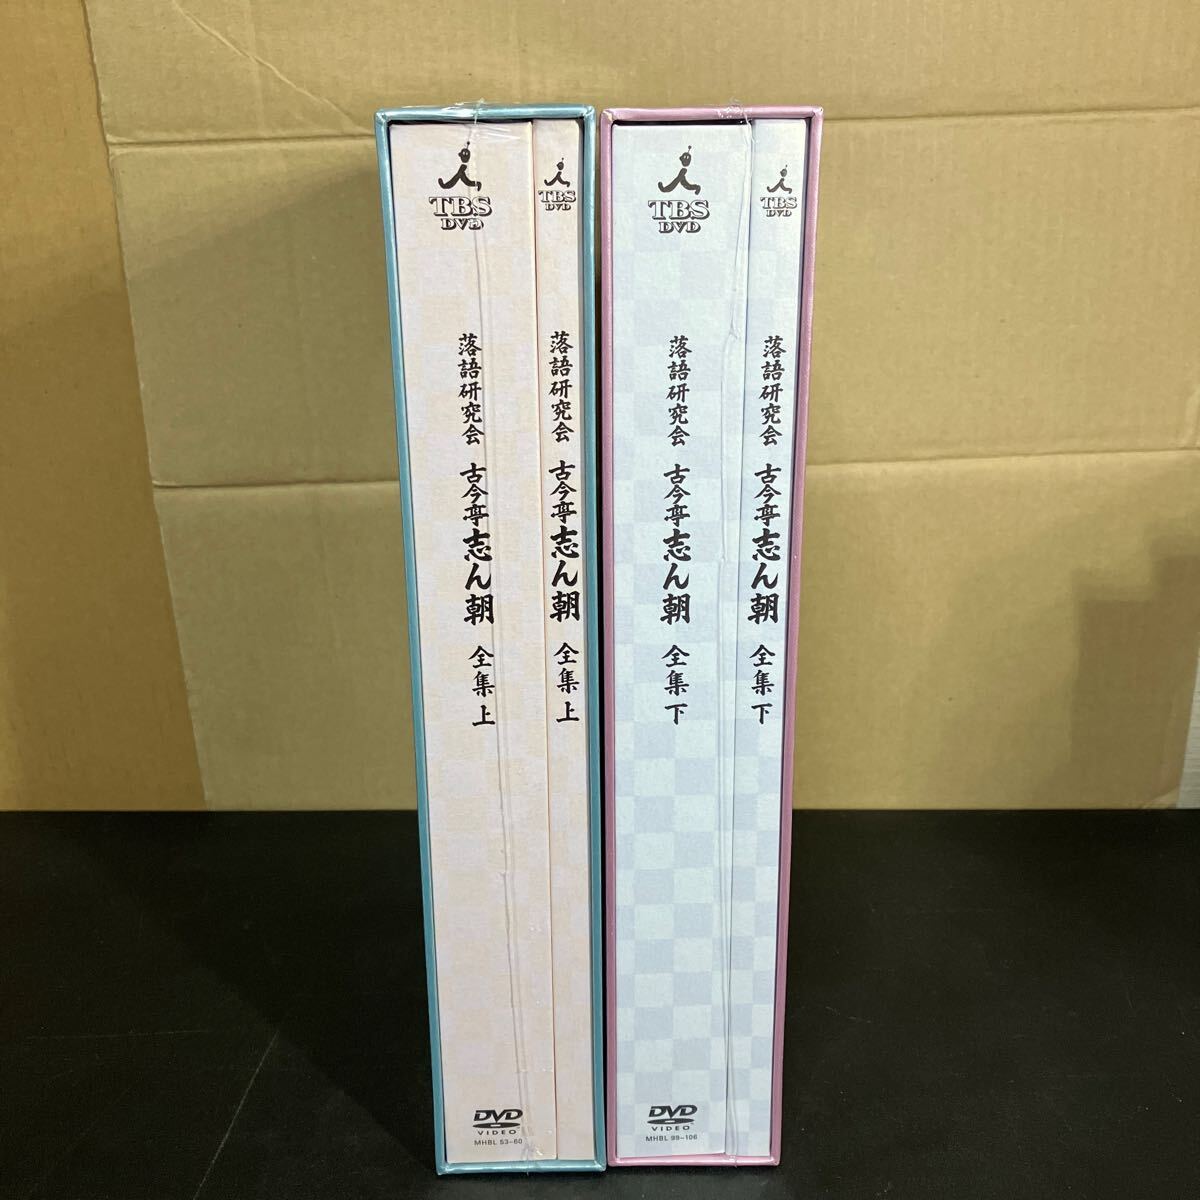 TBS
DVD
落語研究会 古今亭志ん朝 全集 上
DVD
VIDEO
MHBL 53-60
TBS
DVD
落語研究会 古今亭志ん朝 全集 上
TBS
DVD
落語研究会 古今亭志ん朝 全集 下
DVD
VIDEO
MHBL 99-106
TBS
DVD
落語研究会 古今亭志ん朝 全集 下